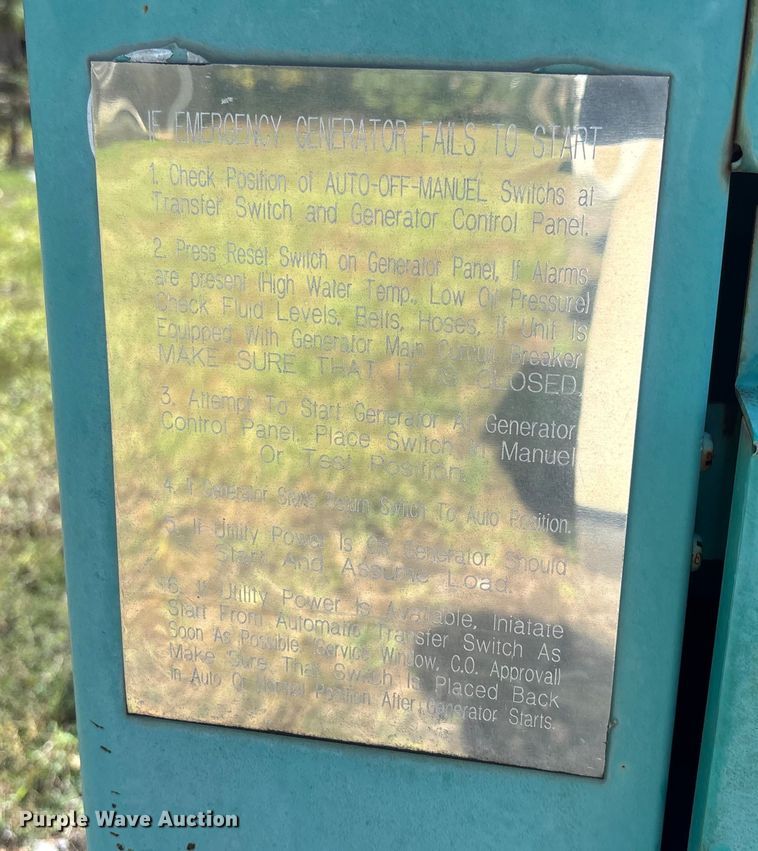 IF EMERGENCY GENERATOR FAILS TO START
1. Check Position of AUTO-OFF-MANUEL Switchs at
Transfer Switch and Generator Control Panel.
2. Press Reset Switch on Generator Panel, If Alarms
are present (High Water Temp., Low Oil Pressure)
Check Fluid Levels, Belts, Hoses, If Unit Is
Equipped With Generator Main Circuit Breaker
MAKE SURE THAT IT IS CLOSED.
3. Attempt To Start Generator At Generator
Control Panel. Place Switch In Manuel
Or Test Position.
4. If Generator Starts Return Switch To Auto Position.
5. If Utility Power Is Off Generator Should
Start And Assume Load.
6. If Utility Power Is Available, Iniatate
Start From Automatic Transfer Switch As
Soon As Possible (Service Window, C.O. Approvall
Make Sure That Switch Is Placed Back
in Auto Or Normal Position After Generator Starts.
Purple Wave Auction